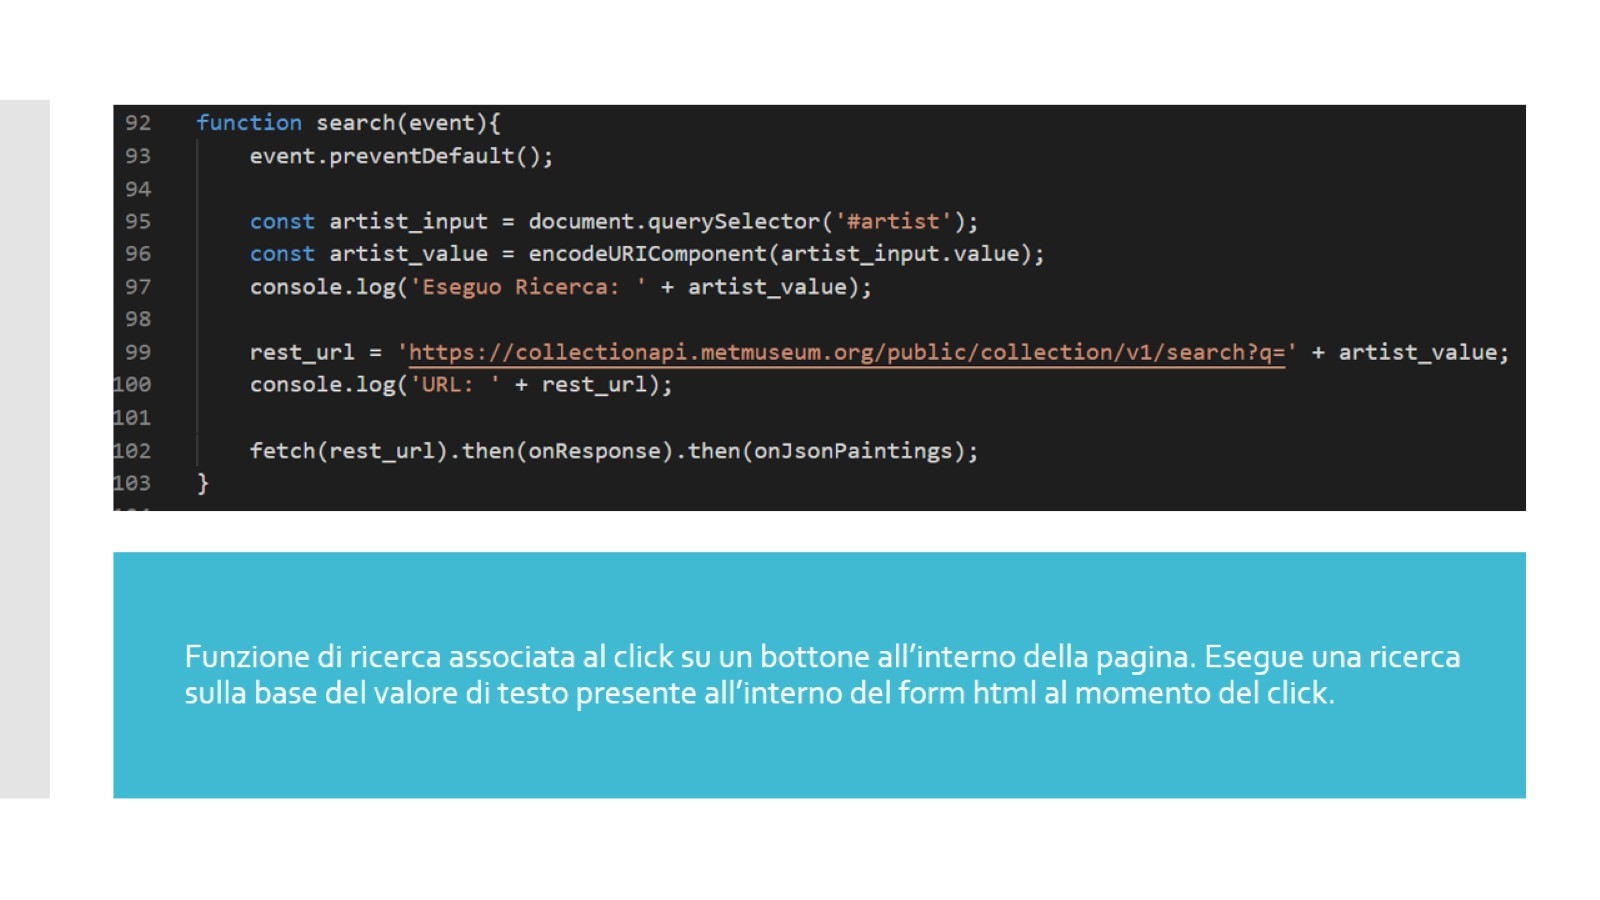 92 function search(event){
93 event.preventDefault();
94
95 const artist_input = document.querySelector('#artist');
96 const artist_value = encodeURIComponent(artist_input.value);
97 console.log('Eseguo Ricerca: ' + artist_value);
98
99 rest_url = 'https://collectionapi.metmuseum.org/public/collection/v1/search?q=' + artist_value;
100 console.log('URL: ' + rest_url);
101
102 fetch(rest_url).then(onResponse).then(onJsonPaintings);
103 }
Funzione di ricerca associata al click su un bottone all’interno della pagina. Esegue una ricerca
sulla base del valore di testo presente all’interno del form html al momento del click.